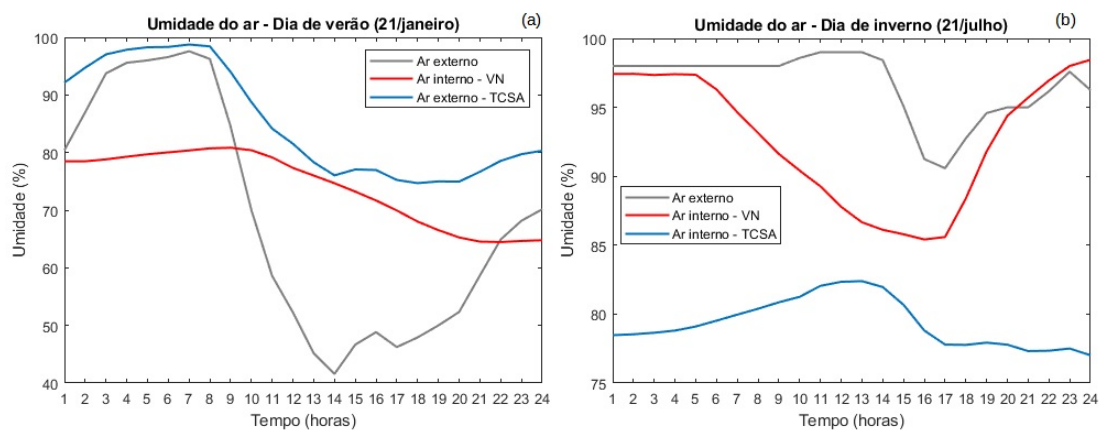 Umidade do ar - Dia de verão (21/janeiro)
(a)
Umidade (%)
100
90
80
70
60
50
40
Ar externo
Ar interno - VN
Ar externo - TCSA
1 2 3 4 5 6 7 8 9 10 11 12 13 14 15 16 17 18 19 20 21 22 23 24
Tempo (horas)
Umidade do ar - Dia de inverno (21/julho)
(b)
Umidade (%)
100
95
90
85
80
75
Ar externo
Ar interno - VN
Ar interno - TCSA
1 2 3 4 5 6 7 8 9 10 11 12 13 14 15 16 17 18 19 20 21 22 23 24
Tempo (horas)